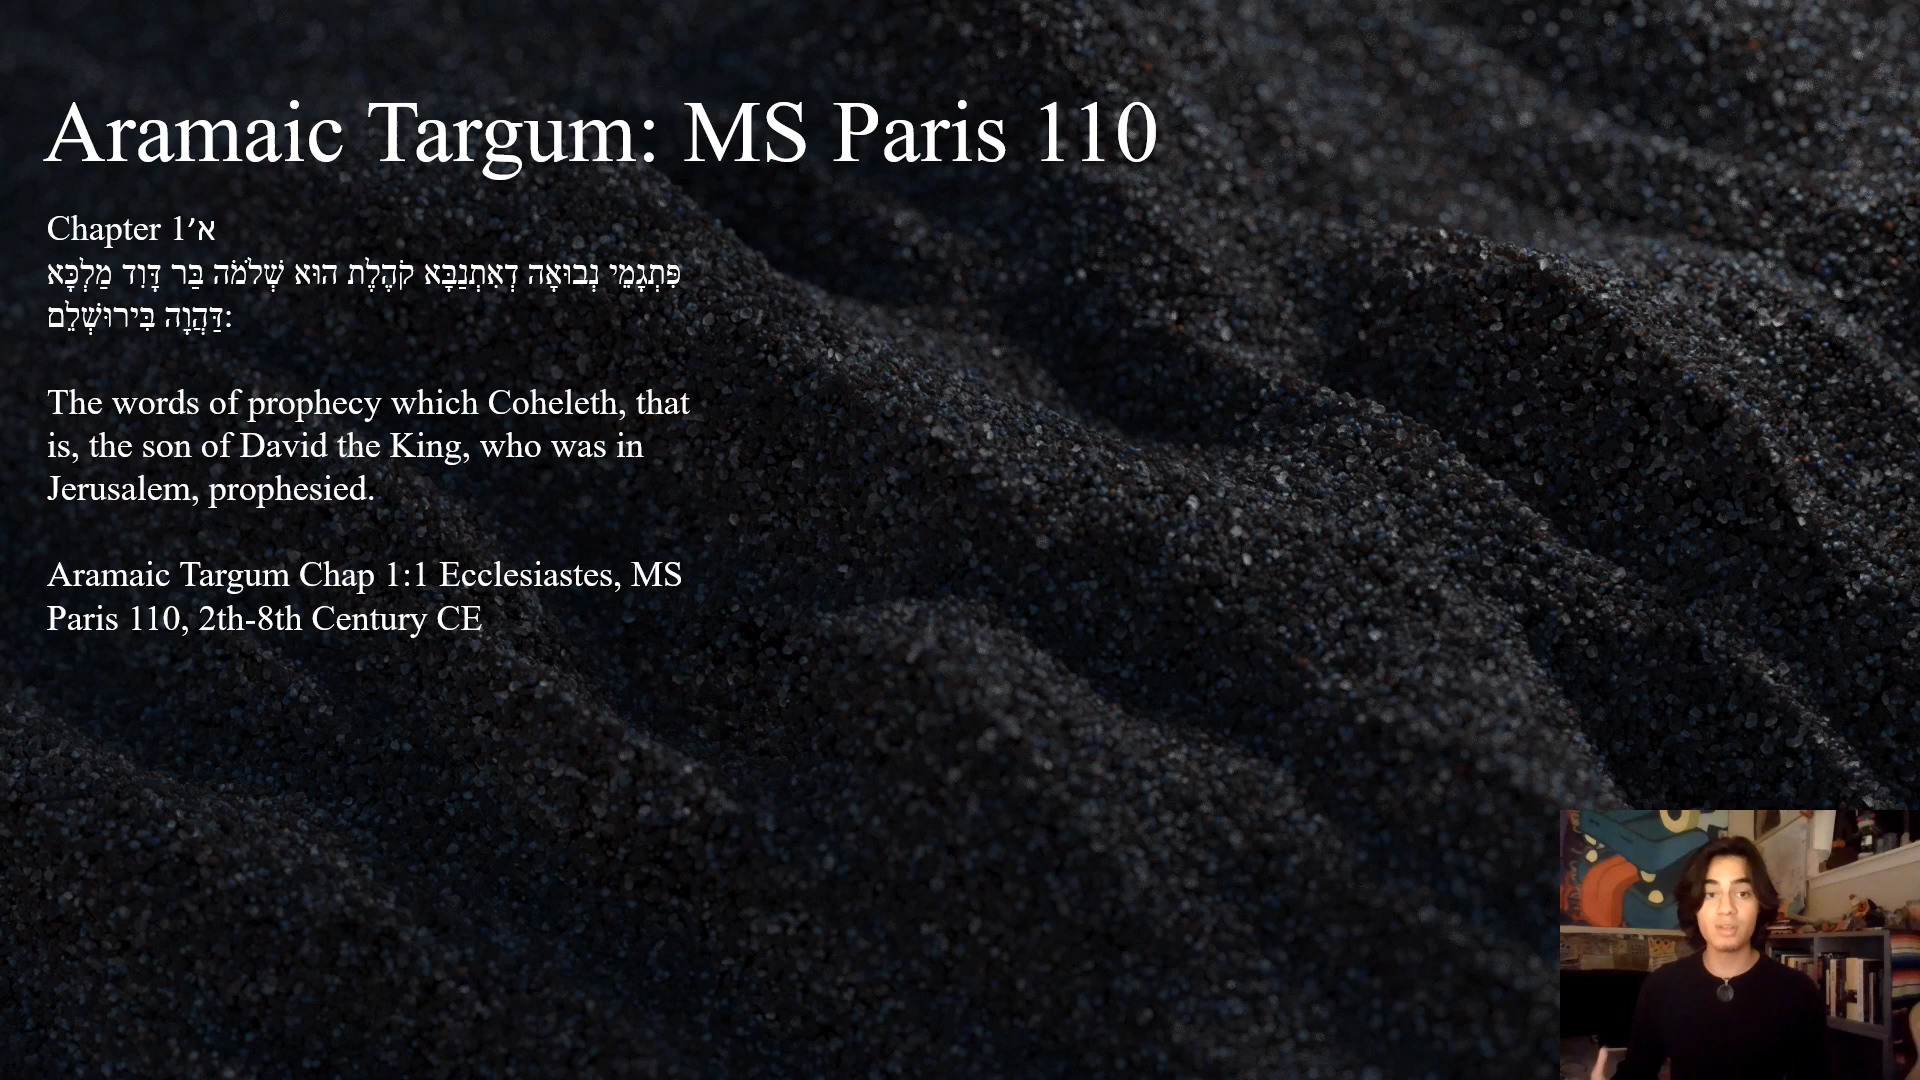 Aramaic Targum: MS Paris 110
Chapter 1א׳
פִּתְגָמֵי נְבוּאָה דְאִתְנַבָּא קֹהֶלֶת הוּא שְׁלֹמֹה בַּר דָּוִד מַלְכָּא
דַּהֲוָה בִּירוּשְׁלֵם:
The words of prophecy which Coheleth, that
is, the son of David the King, who was in
Jerusalem, prophesied.
Aramaic Targum Chap 1:1 Ecclesiastes, MS
Paris 110, 2th-8th Century CE